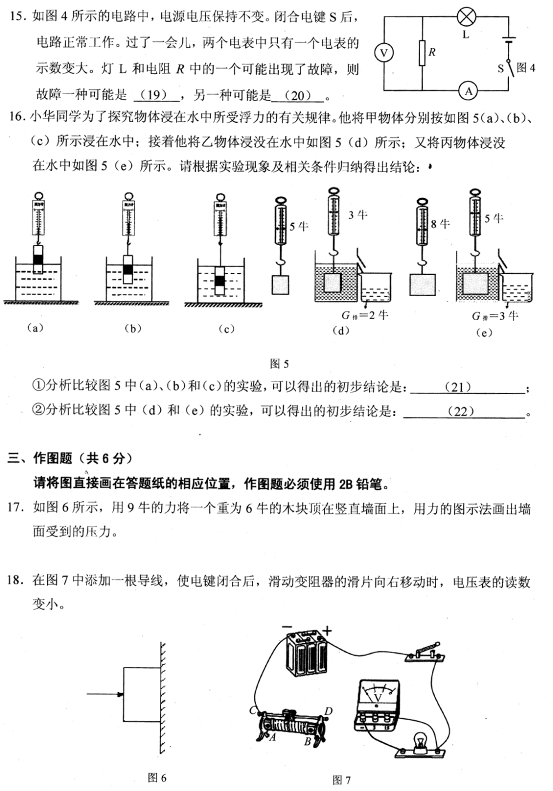 15. 如图4所示的电路中，电源电压保持不变。闭合电键S后，
电路正常工作。过了一会儿，两个电表中只有一个电表的
示数变大。灯L和电阻R中的一个可能出现了故障，则
故障一种可能是 （19） ，另一种可能是 （20） 。
L
V
R
S
A
图4
16. 小华同学为了探究物体浸在水中所受浮力的有关规律。他将甲物体分别按如图5(a)、(b)、
（c）所示浸在水中；接着他将乙物体浸没在水中如图5（d）所示；又将丙物体浸没
在水中如图5（e）所示。请根据实验现象及相关条件归纳得出结论：
5牛
3牛
8牛
5牛
G排=2牛
G排=3牛
(a)
(b)
(c)
(d)
(e)
图5
①分析比较图5中(a)、(b)和(c)的实验，可以得出的初步结论是： （21） ；
②分析比较图5中（d）和（e）的实验，可以得出的初步结论是： （22） 。
三、作图题（共6分）
请将图直接画在答题纸的相应位置，作图题必须使用2B铅笔。
17. 如图6所示，用9牛的力将一个重为6牛的木块顶在竖直墙面上，用力的图示法画出墙
面受到的压力。
18. 在图7中添加一根导线，使电键闭合后，滑动变阻器的滑片向右移动时，电压表的读数
变小。
− +
C
D
A
B
V
图6
图7